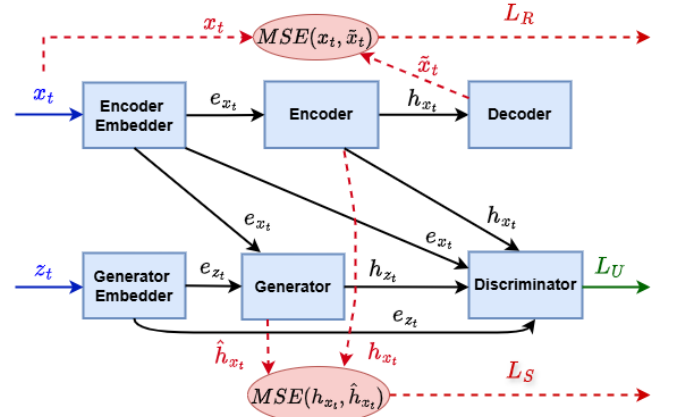 x_t
MSE(x_t, x̃_t)
L_R
x_t
x̃_t
Encoder
Embedder
e_{x_t}
Encoder
h_{x_t}
Decoder
e_{x_t}
e_{x_t}
h_{x_t}
z_t
Generator
Embedder
e_{z_t}
Generator
h_{z_t}
Discriminator
L_U
e_{z_t}
ĥ_{x_t}
h_{x_t}
MSE(h_{x_t}, ĥ_{x_t})
L_S